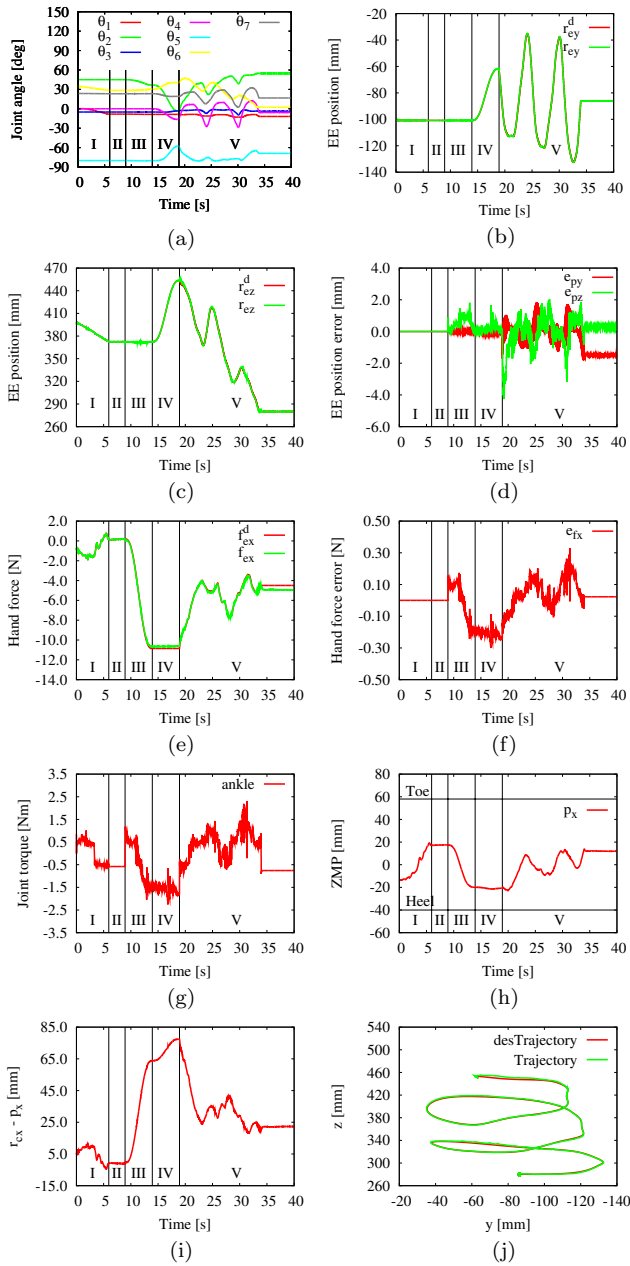 θ1 θ4 θ7
θ2 θ5
θ3 θ6
Joint angle [deg]
150
120
90
60
30
0
-30
-60
-90
I II III IV V
0 5 10 15 20 25 30 35 40
Time [s]
(a)
r_ey^d
r_ey
EE position [mm]
-20
-40
-60
-80
-100
-120
-140
I II III IV V
0 5 10 15 20 25 30 35 40
Time [s]
(b)
r_ez^d
r_ez
EE position [mm]
470
440
410
380
350
320
290
260
I II III IV V
0 5 10 15 20 25 30 35 40
Time [s]
(c)
e_py
e_pz
EE position error [mm]
4.0
2.0
0.0
-2.0
-4.0
-6.0
I II III IV V
0 5 10 15 20 25 30 35 40
Time [s]
(d)
f_ex^d
f_ex
Hand force [N]
2.0
0.0
-2.0
-4.0
-6.0
-8.0
-10.0
-12.0
-14.0
I II III IV V
0 5 10 15 20 25 30 35 40
Time [s]
(e)
e_fx
Hand force error [N]
0.50
0.30
0.10
-0.10
-0.30
-0.50
I II III IV V
0 5 10 15 20 25 30 35 40
Time [s]
(f)
ankle
Joint torque [Nm]
3.5
2.5
1.5
0.5
-0.5
-1.5
-2.5
-3.5
I II III IV V
0 5 10 15 20 25 30 35 40
Time [s]
(g)
Toe
p_x
ZMP [mm]
80
60
40
20
0
-20
-40
-60
Heel
I II III IV V
0 5 10 15 20 25 30 35 40
Time [s]
(h)
r_cx - p_x [mm]
85.0
65.0
45.0
25.0
5.0
-15.0
I II III IV V
0 5 10 15 20 25 30 35 40
Time [s]
(i)
desTrajectory
Trajectory
z [mm]
540
500
460
420
380
340
300
260
-20 -40 -60 -80 -100 -120 -140
y [mm]
(j)